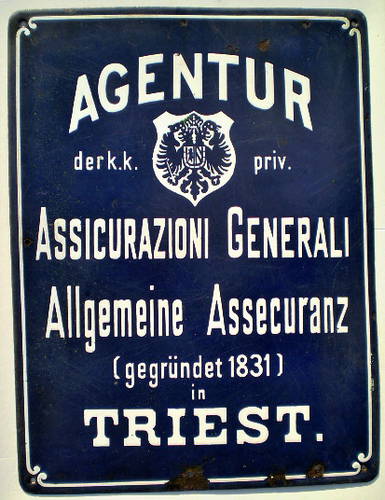 AGENTUR
der k.k. priv.
ASSICURAZIONI GENERALI
Allgemeine Assecuranz
(gegründet 1831)
in
TRIEST.